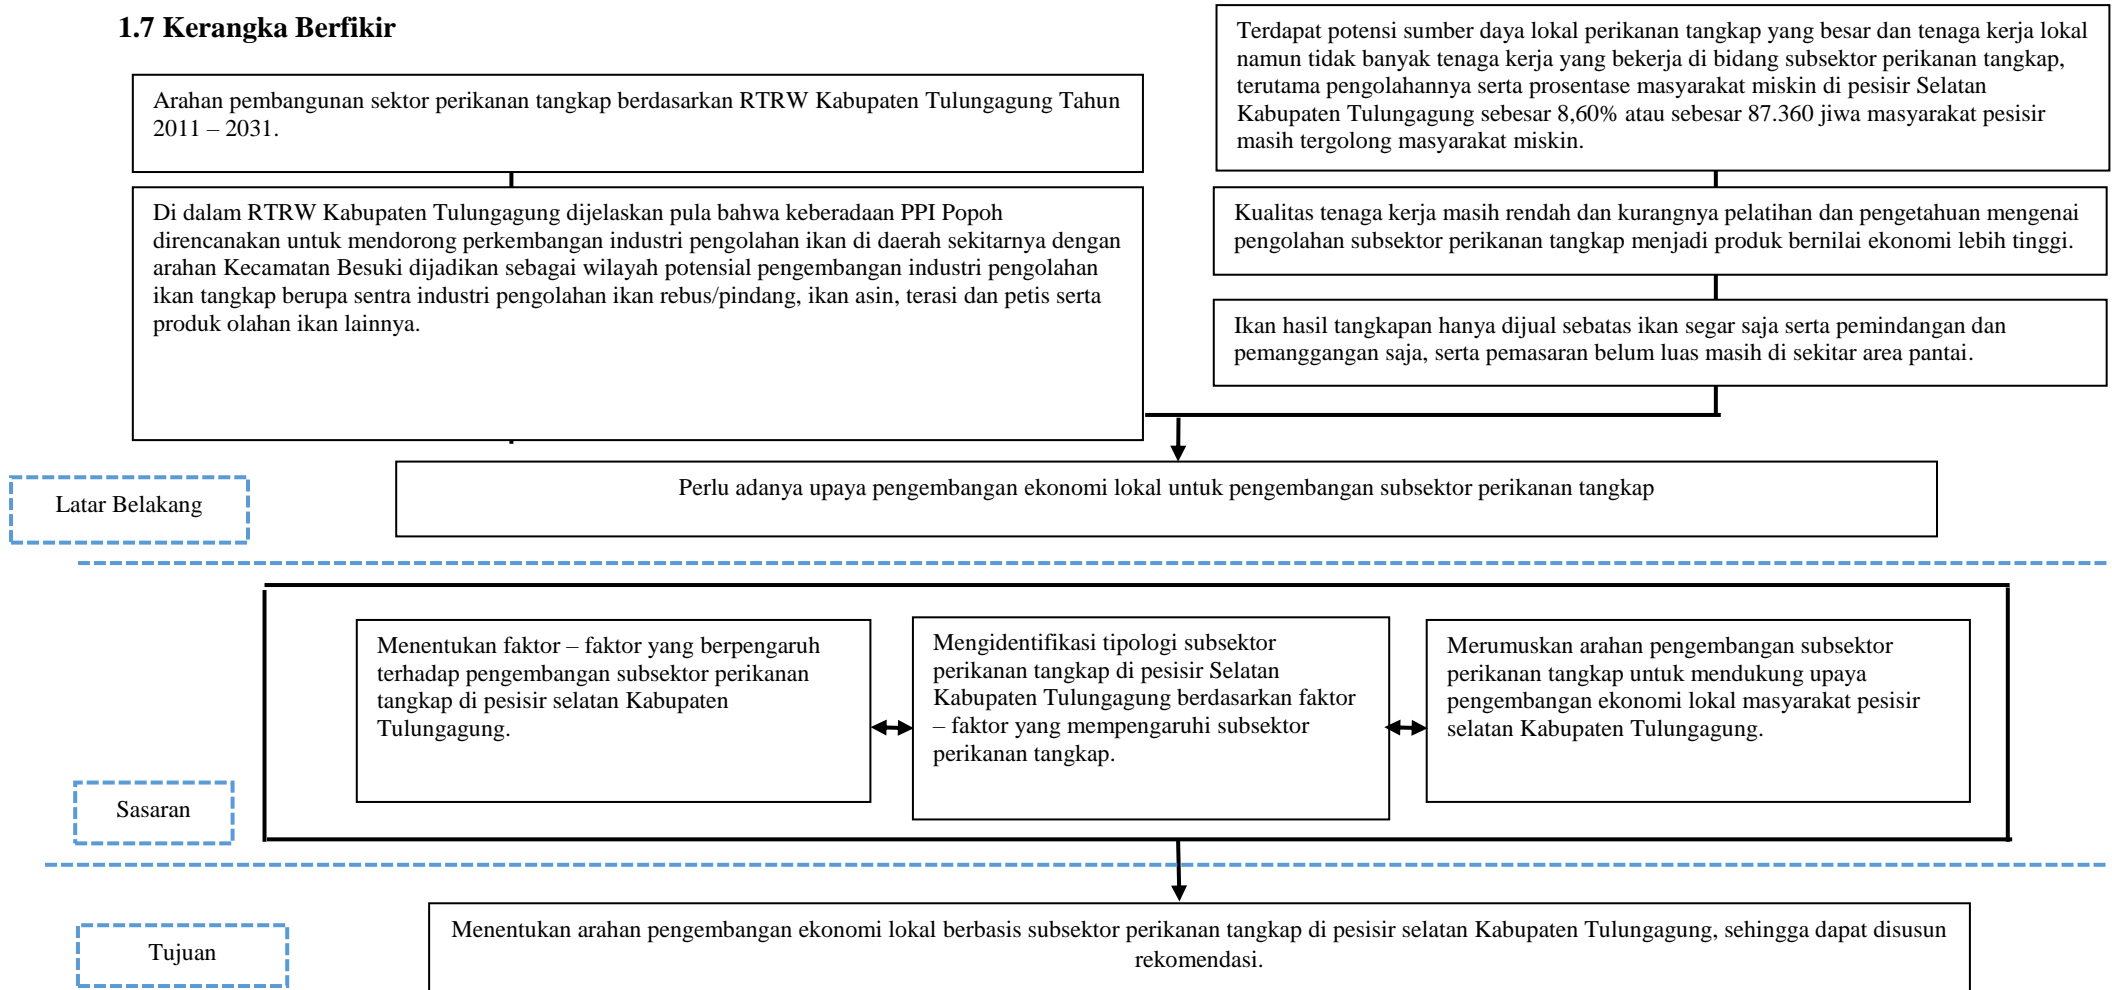 1.7 Kerangka Berfikir
Arahan pembangunan sektor perikanan tangkap berdasarkan RTRW Kabupaten Tulungagung Tahun
2011 – 2031.
Di dalam RTRW Kabupaten Tulungagung dijelaskan pula bahwa keberadaan PPI Popoh
direncanakan untuk mendorong perkembangan industri pengolahan ikan di daerah sekitarnya dengan
arahan Kecamatan Besuki dijadikan sebagai wilayah potensial pengembangan industri pengolahan
ikan tangkap berupa sentra industri pengolahan ikan rebus/pindang, ikan asin, terasi dan petis serta
produk olahan ikan lainnya.
Terdapat potensi sumber daya lokal perikanan tangkap yang besar dan tenaga kerja lokal
namun tidak banyak tenaga kerja yang bekerja di bidang subsektor perikanan tangkap,
terutama pengolahannya serta prosentase masyarakat miskin di pesisir Selatan
Kabupaten Tulungagung sebesar 8,60% atau sebesar 87.360 jiwa masyarakat pesisir
masih tergolong masyarakat miskin.
Kualitas tenaga kerja masih rendah dan kurangnya pelatihan dan pengetahuan mengenai
pengolahan subsektor perikanan tangkap menjadi produk bernilai ekonomi lebih tinggi.
Ikan hasil tangkapan hanya dijual sebatas ikan segar saja serta pemindangan dan
pemanggangan saja, serta pemasaran belum luas masih di sekitar area pantai.
Latar Belakang
Perlu adanya upaya pengembangan ekonomi lokal untuk pengembangan subsektor perikanan tangkap
Menentukan faktor – faktor yang berpengaruh
terhadap pengembangan subsektor perikanan
tangkap di pesisir selatan Kabupaten
Tulungagung.
Mengidentifikasi tipologi subsektor
perikanan tangkap di pesisir Selatan
Kabupaten Tulungagung berdasarkan faktor
– faktor yang mempengaruhi subsektor
perikanan tangkap.
Merumuskan arahan pengembangan subsektor
perikanan tangkap untuk mendukung upaya
pengembangan ekonomi lokal masyarakat pesisir
selatan Kabupaten Tulungagung.
Sasaran
Tujuan
Menentukan arahan pengembangan ekonomi lokal berbasis subsektor perikanan tangkap di pesisir selatan Kabupaten Tulungagung, sehingga dapat disusun
rekomendasi.